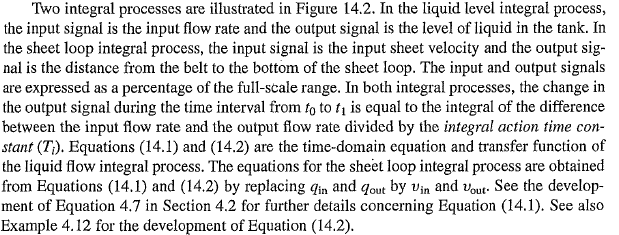 Two integral processes are illustrated in Figure 14.2. In the liquid level integral process,
the input signal is the input flow rate and the output signal is the level of liquid in the tank. In
the sheet loop integral process, the input signal is the input sheet velocity and the output sig-
nal is the distance from the belt to the bottom of the sheet loop. The input and output signals
are expressed as a percentage of the full-scale range. In both integral processes, the change in
the output signal during the time interval from t₀ to t₁ is equal to the integral of the difference
between the input flow rate and the output flow rate divided by the integral action time con-
stant (Tᵢ). Equations (14.1) and (14.2) are the time-domain equation and transfer function of
the liquid flow integral process. The equations for the sheet loop integral process are obtained
from Equations (14.1) and (14.2) by replacing qin and qout by vin and vout. See the develop-
ment of Equation 4.7 in Section 4.2 for further details concerning Equation (14.1). See also
Example 4.12 for the development of Equation (14.2).